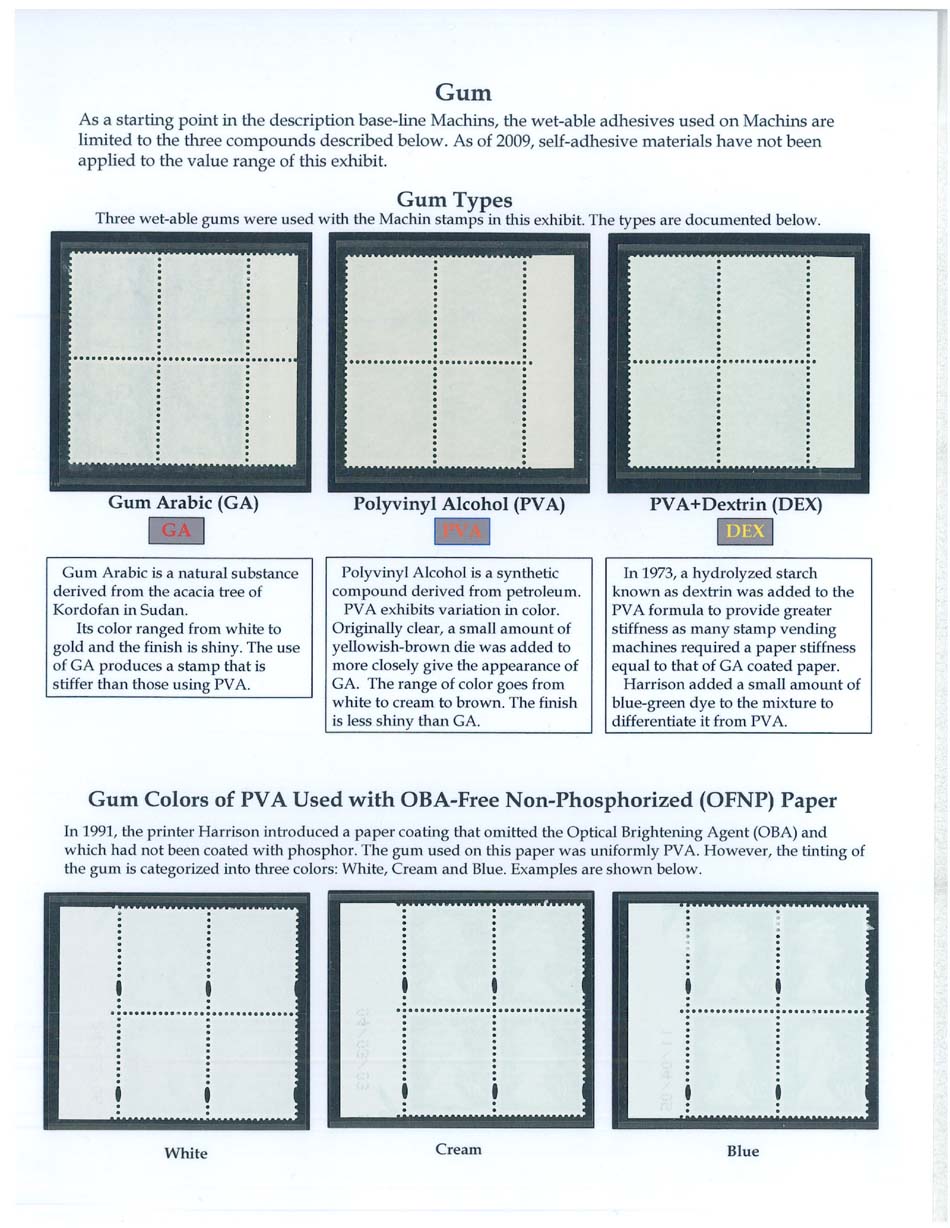 Gum
As a starting point in the description base-line Machins, the wet-able adhesives used on Machins are
limited to the three compounds described below. As of 2009, self-adhesive materials have not been
applied to the value range of this exhibit.
Gum Types
Three wet-able gums were used with the Machin stamps in this exhibit. The types are documented below.
Gum Arabic (GA)
GA
Gum Arabic is a natural substance
derived from the acacia tree of
Kordofan in Sudan.
Its color ranged from white to
gold and the finish is shiny. The use
of GA produces a stamp that is
stiffer than those using PVA.
Polyvinyl Alcohol (PVA)
PVA
Polyvinyl Alcohol is a synthetic
compound derived from petroleum.
PVA exhibits variation in color.
Originally clear, a small amount of
yellowish-brown die was added to
more closely give the appearance of
GA. The range of color goes from
white to cream to brown. The finish
is less shiny than GA.
PVA+Dextrin (DEX)
DEX
In 1973, a hydrolyzed starch
known as dextrin was added to the
PVA formula to provide greater
stiffness as many stamp vending
machines required a paper stiffness
equal to that of GA coated paper.
Harrison added a small amount of
blue-green dye to the mixture to
differentiate it from PVA.
Gum Colors of PVA Used with OBA-Free Non-Phosphorized (OFNP) Paper
In 1991, the printer Harrison introduced a paper coating that omitted the Optical Brightening Agent (OBA) and
which had not been coated with phosphor. The gum used on this paper was uniformly PVA. However, the tinting of
the gum is categorized into three colors: White, Cream and Blue. Examples are shown below.
White
Cream
Blue